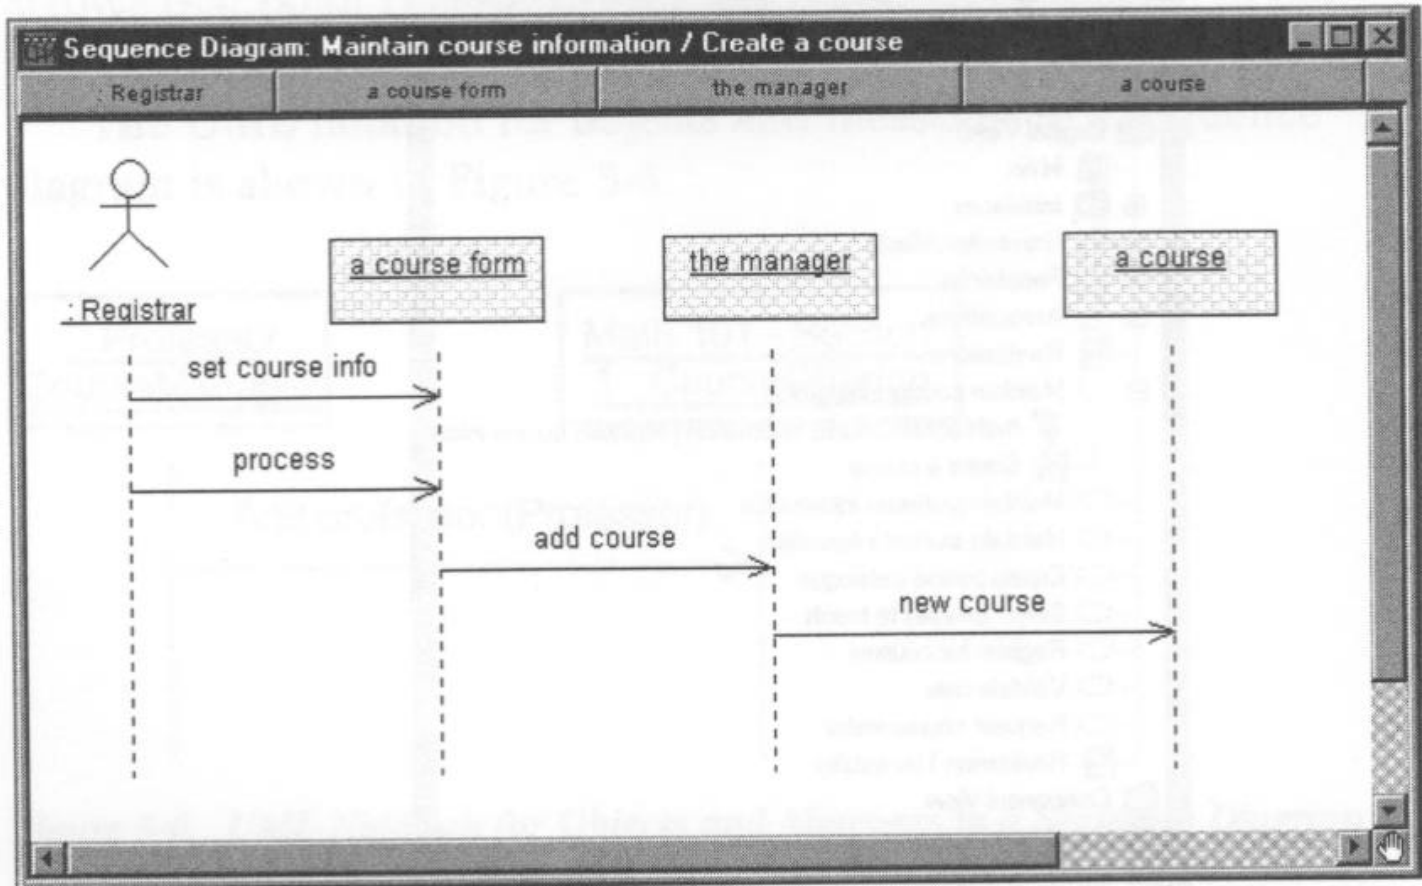 Sequence Diagram: Maintain course information / Create a course
: Registrar a course form the manager a course
a course form the manager a course
: Registrar
set course info
process
add course
new course